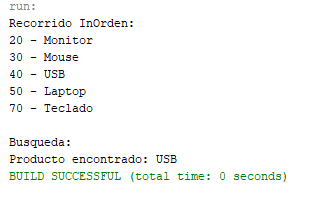 run:
Recorrido InOrden:
20 - Monitor
30 - Mouse
40 - USB
50 - Laptop
70 - Teclado

Busqueda:
Producto encontrado: USB
BUILD SUCCESSFUL (total time: 0 seconds)